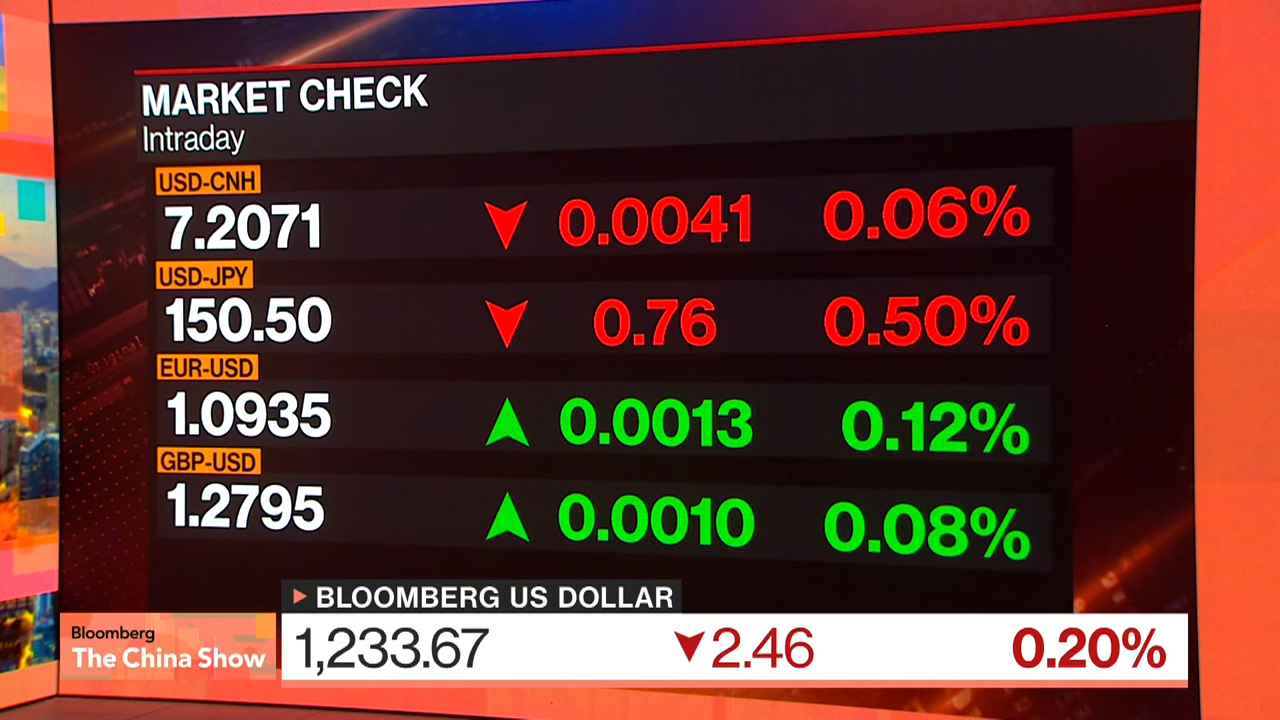 MARKET CHECK
Intraday
USD-CNH
7.2071 ▼ 0.0041 0.06%
USD-JPY
150.50 ▼ 0.76 0.50%
EUR-USD
1.0935 ▲ 0.0013 0.12%
GBP-USD
1.2795 ▲ 0.0010 0.08%
BLOOMBERG US DOLLAR
1,233.67 ▼2.46 0.20%
Bloomberg
The China Show